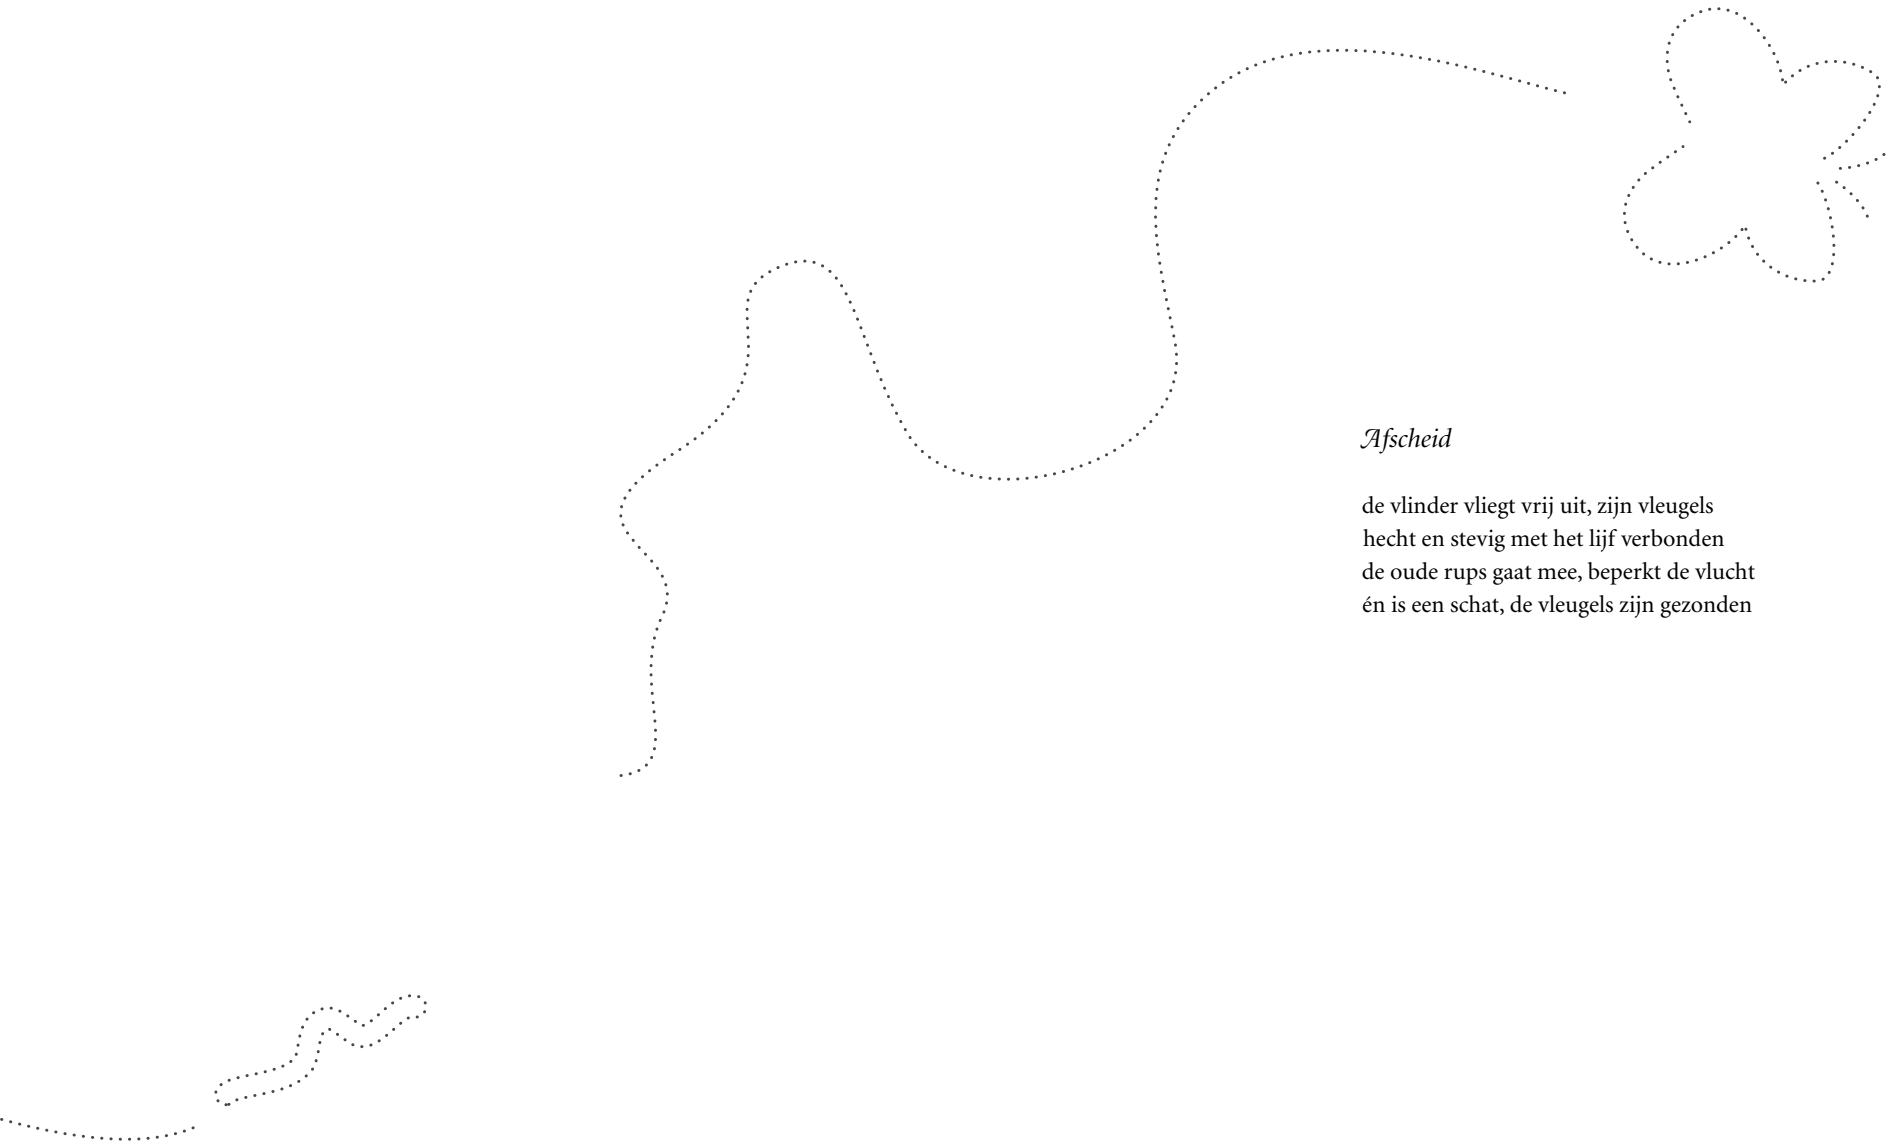 Afscheid
de vlinder vliegt vrij uit, zijn vleugels
hecht en stevig met het lijf verbonden
de oude rups gaat mee, beperkt de vlucht
én is een schat, de vleugels zijn gezonden